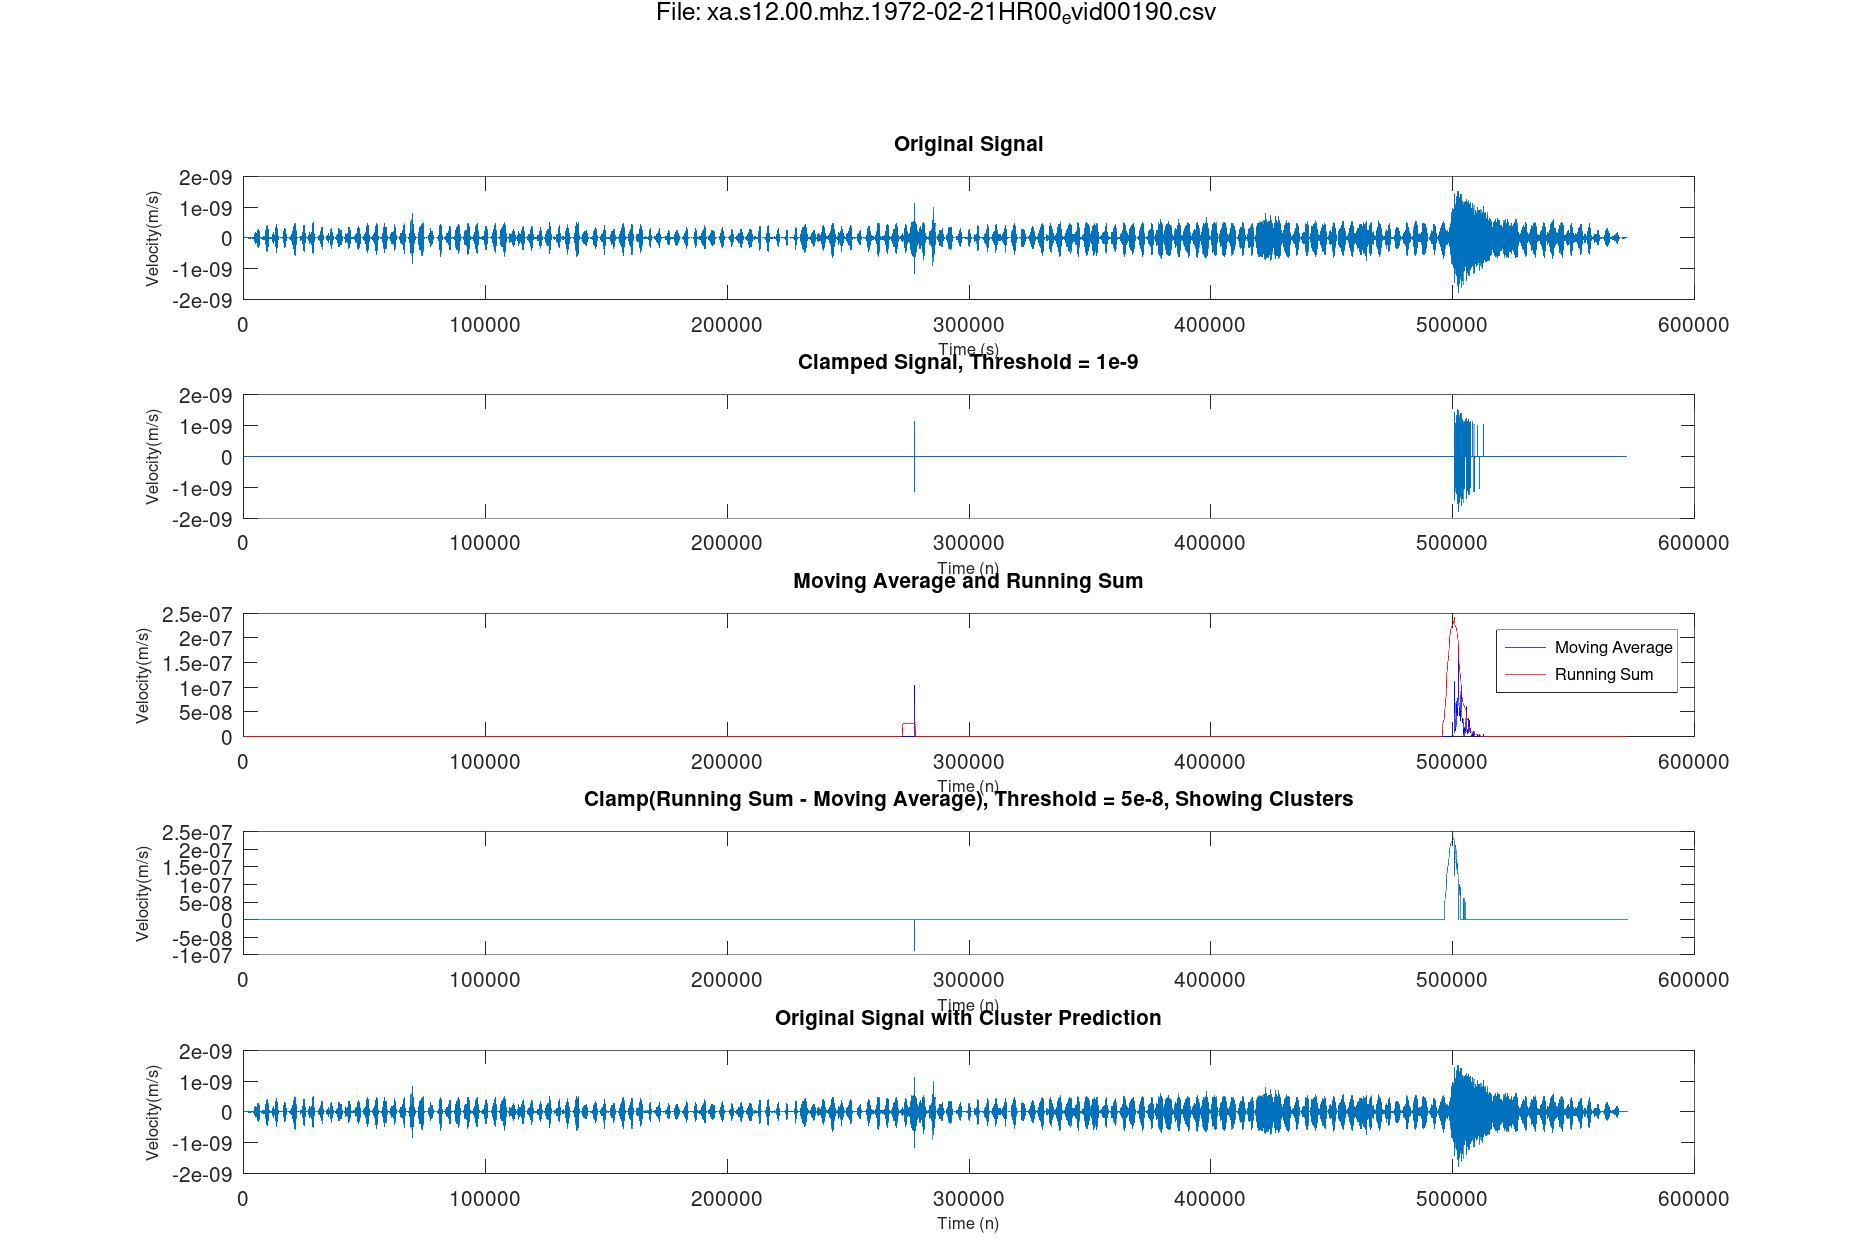 File: xa.s12.00.mhz.1972-02-21HR00evid00190.csv
Original Signal
Velocity(m/s)
2e-09
1e-09
0
-1e-09
-2e-09
0 100000 200000 300000 400000 500000 600000
Time (s)
Clamped Signal, Threshold = 1e-9
Velocity(m/s)
2e-09
1e-09
0
-1e-09
-2e-09
0 100000 200000 300000 400000 500000 600000
Time (n)
Moving Average and Running Sum
Velocity(m/s)
2.5e-07
2e-07
1.5e-07
1e-07
5e-08
0
Moving Average
Running Sum
0 100000 200000 300000 400000 500000 600000
Time (n)
Clamp(Running Sum - Moving Average), Threshold = 5e-8, Showing Clusters
Velocity(m/s)
2.5e-07
2e-07
1.5e-07
1e-07
5e-08
0
-5e-08
-1e-07
0 100000 200000 300000 400000 500000 600000
Time (n)
Original Signal with Cluster Prediction
Velocity(m/s)
2e-09
1e-09
0
-1e-09
-2e-09
0 100000 200000 300000 400000 500000 600000
Time (n)